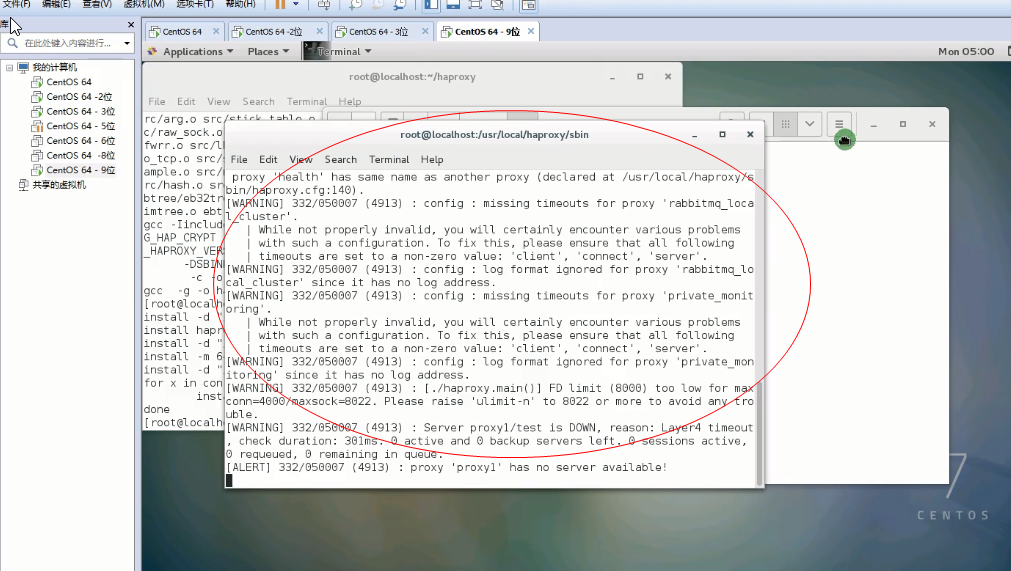 文件(F) 编辑(E) 查看(V) 虚拟机(M) 选项卡(T) 帮助(H)
库
在此处键入内容进行...
我的计算机
CentOS 64
CentOS 64 -2位
CentOS 64 - 3位
CentOS 64 - 5位
CentOS 64 - 6位
CentOS 64 -8位
CentOS 64 - 9位
共享的虚拟机
CentOS 64 CentOS 64 -2位 CentOS 64 - 3位 CentOS 64 - 9位
Applications Places Terminal Mon 05:00
root@localhost:~/haproxy
File Edit View Search Terminal Help
rc/arg.o src/stick_table.o
c/raw_sock.o
fwrr.o src/l
o_tcp.o src/
ample.o src/
rc/hash.o sr
btree/eb32tr
imtree.o ebt
gcc -Iinclude
G_HAP_CRYPT
_HAPROXY_VER
-DSBIN
-c -o
gcc -g -o h
[root@localh
install -d "
install hapr
install -d "
install -m 6
install -d "
for x in con
inst
done
[root@localh
root@localhost:/usr/local/haproxy/sbin
File Edit View Search Terminal Help
proxy 'health' has same name as another proxy (declared at /usr/local/haproxy/s
bin/haproxy.cfg:140).
[WARNING] 332/050007 (4913) : config : missing timeouts for proxy 'rabbitmq_loca
l_cluster'.
| While not properly invalid, you will certainly encounter various problems
| with such a configuration. To fix this, please ensure that all following
| timeouts are set to a non-zero value: 'client', 'connect', 'server'.
[WARNING] 332/050007 (4913) : config : log format ignored for proxy 'rabbitmq_lo
cal_cluster' since it has no log address.
[WARNING] 332/050007 (4913) : config : missing timeouts for proxy 'private_monit
oring'.
| While not properly invalid, you will certainly encounter various problems
| with such a configuration. To fix this, please ensure that all following
| timeouts are set to a non-zero value: 'client', 'connect', 'server'.
[WARNING] 332/050007 (4913) : config : log format ignored for proxy 'private_mon
itoring' since it has no log address.
[WARNING] 332/050007 (4913) : [./haproxy.main()] FD limit (8000) too low for max
conn=4000/maxsock=8022. Please raise 'ulimit-n' to 8022 or more to avoid any tro
uble.
[WARNING] 332/050007 (4913) : Server proxy1/test is DOWN, reason: Layer4 timeout
, check duration: 301ms. 0 active and 0 backup servers left. 0 sessions active,
0 requeued, 0 remaining in queue.
[ALERT] 332/050007 (4913) : proxy 'proxy1' has no server available!
7
CENTOS